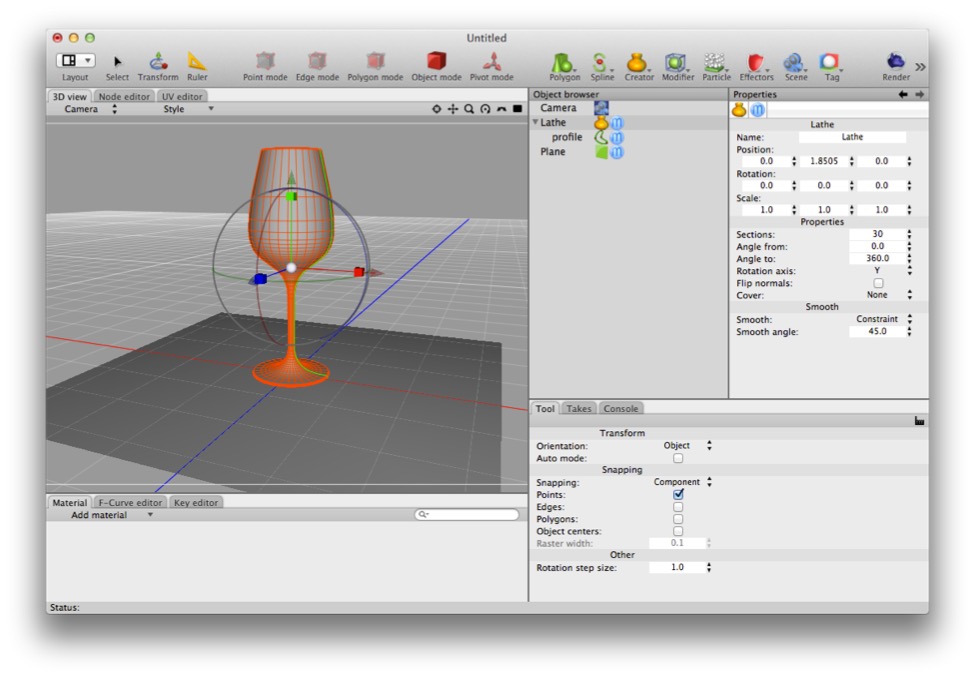 Untitled
Layout Select Transform Ruler Point mode Edge mode Polygon mode Object mode Pivot mode Polygon Spline Creator Modifier Particle Effectors Scene Tag Render
3D view Node editor UV editor
Camera Style
Object browser
Camera
Lathe
profile
Plane
Properties
Lathe
Name: Lathe
Position:
0.0 1.8505 0.0
Rotation:
0.0 0.0 0.0
Scale:
1.0 1.0 1.0
Properties
Sections: 30
Angle from: 0.0
Angle to: 360.0
Rotation axis: Y
Flip normals:
Cover: None
Smooth
Smooth: Constraint
Smooth angle: 45.0
Tool Takes Console
Transform
Orientation: Object
Auto mode:
Snapping
Snapping: Component
Points:
Edges:
Polygons:
Object centers:
Raster width: 0.1
Other
Rotation step size: 1.0
Material F-Curve editor Key editor
Add material
Status: